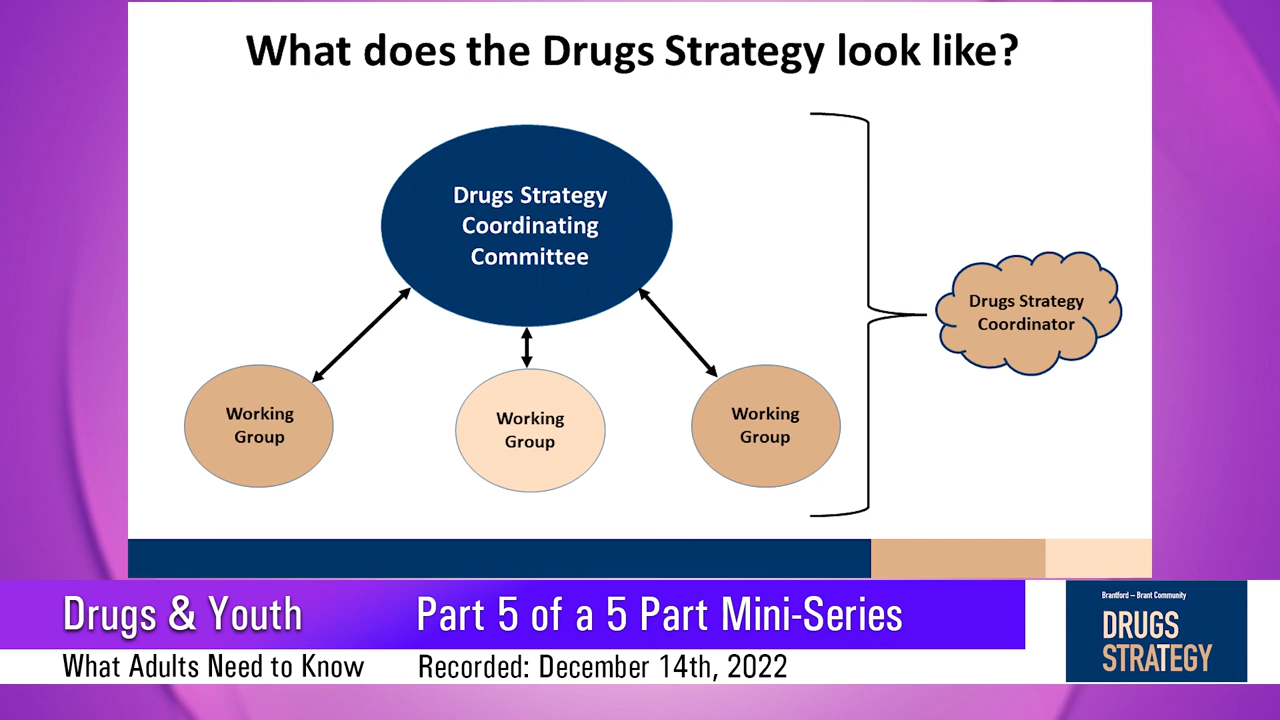 What does the Drugs Strategy look like?
Drugs Strategy
Coordinating
Committee
Drugs Strategy
Coordinator
Working
Group
Working
Group
Working
Group
Drugs & Youth
Part 5 of a 5 Part Mini-Series
What Adults Need to Know
Recorded: December 14th, 2022
Brantford – Brant Community
DRUGS
STRATEGY